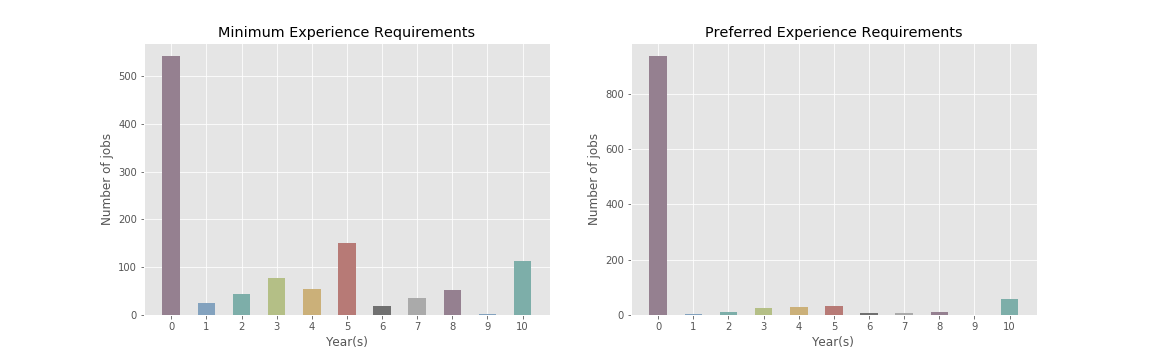 Minimum Experience Requirements
Number of jobs
500
400
300
200
100
0
0 1 2 3 4 5 6 7 8 9 10
Year(s)
Preferred Experience Requirements
Number of jobs
800
600
400
200
0
0 1 2 3 4 5 6 7 8 9 10
Year(s)